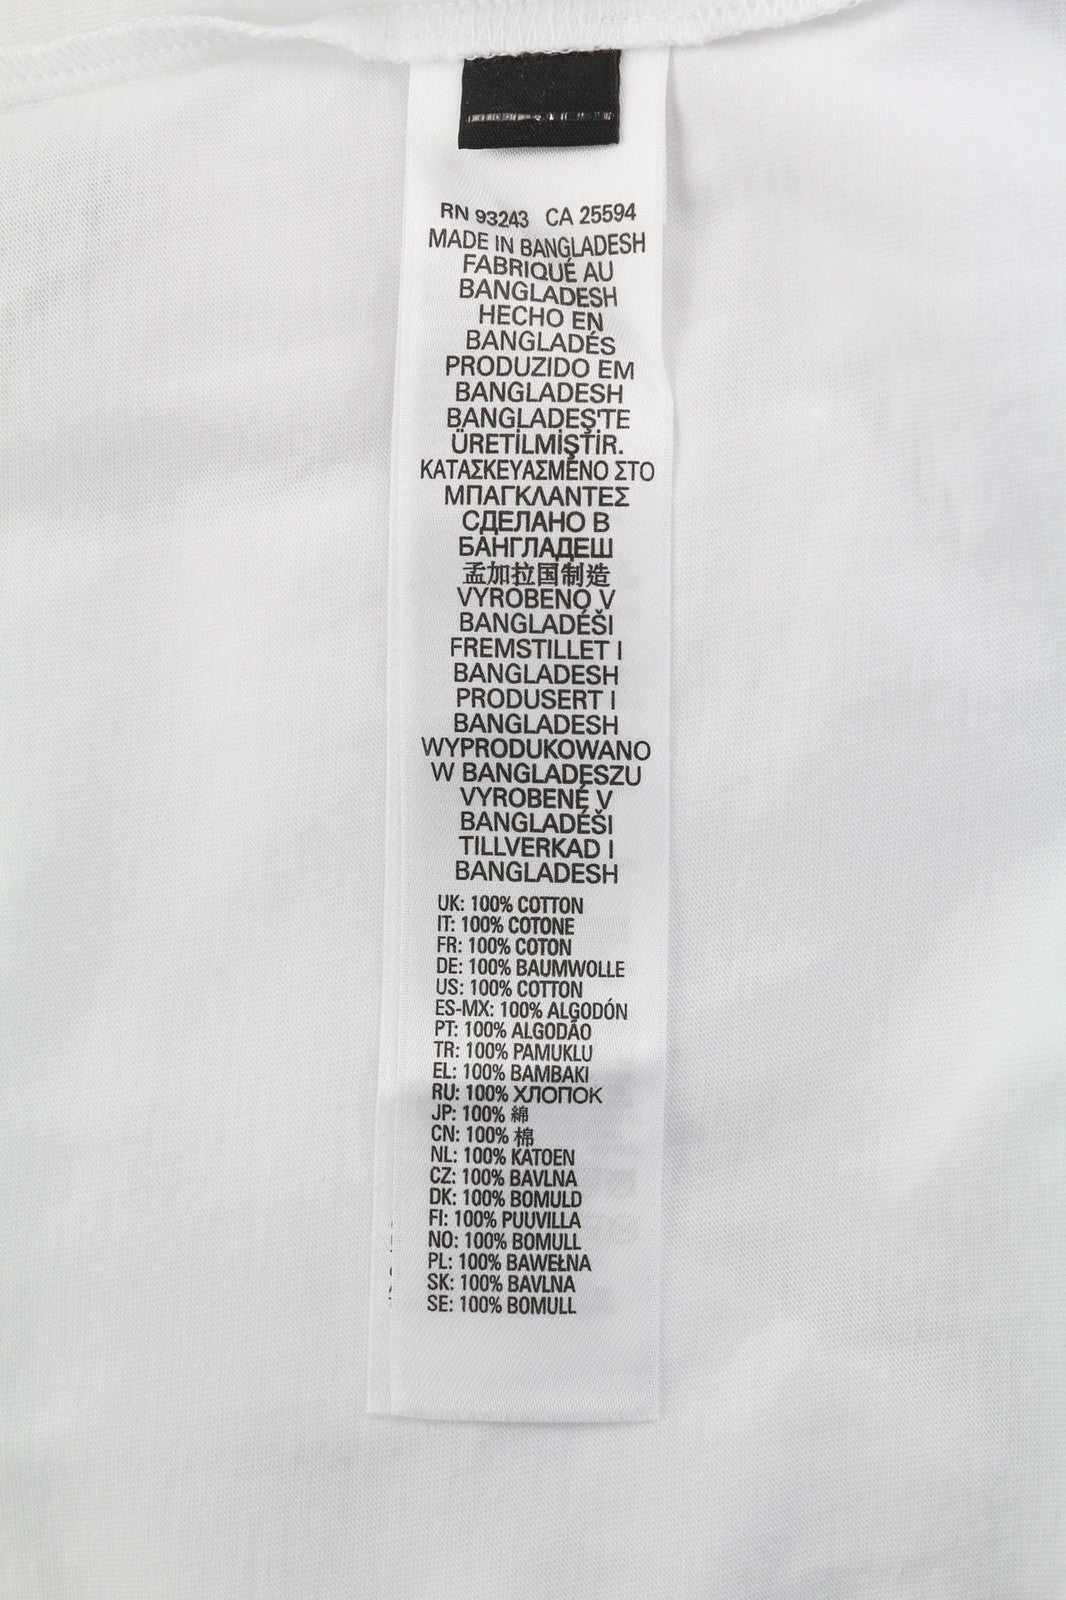 RN 93243 CA 25594
MADE IN BANGLADESH
FABRIQUÉ AU
BANGLADESH
HECHO EN
BANGLADÉS
PRODUZIDO EM
BANGLADESH
BANGLADEŞ'TE
ÜRETİLMİŞTİR.
ΚΑΤΑΣΚΕΥΑΣΜΕΝΟ ΣΤΟ
ΜΠΑΓΚΛΑΝΤΕΣ
СДЕЛАНО В
БАНГЛАДЕШ
孟加拉国制造
VYROBENO V
BANGLADÉŠI
FREMSTILLET I
BANGLADESH
PRODUSERT I
BANGLADESH
WYPRODUKOWANO
W BANGLADESZU
VYROBENÉ V
BANGLADÉŠI
TILLVERKAD I
BANGLADESH
UK: 100% COTTON
IT: 100% COTONE
FR: 100% COTON
DE: 100% BAUMWOLLE
US: 100% COTTON
ES-MX: 100% ALGODÓN
PT: 100% ALGODÃO
TR: 100% PAMUKLU
EL: 100% BAMBAKI
RU: 100% ХЛОПОК
JP: 100% 綿
CN: 100% 棉
NL: 100% KATOEN
CZ: 100% BAVLNA
DK: 100% BOMULD
FI: 100% PUUVILLA
NO: 100% BOMULL
PL: 100% BAWEŁNA
SK: 100% BAVLNA
SE: 100% BOMULL